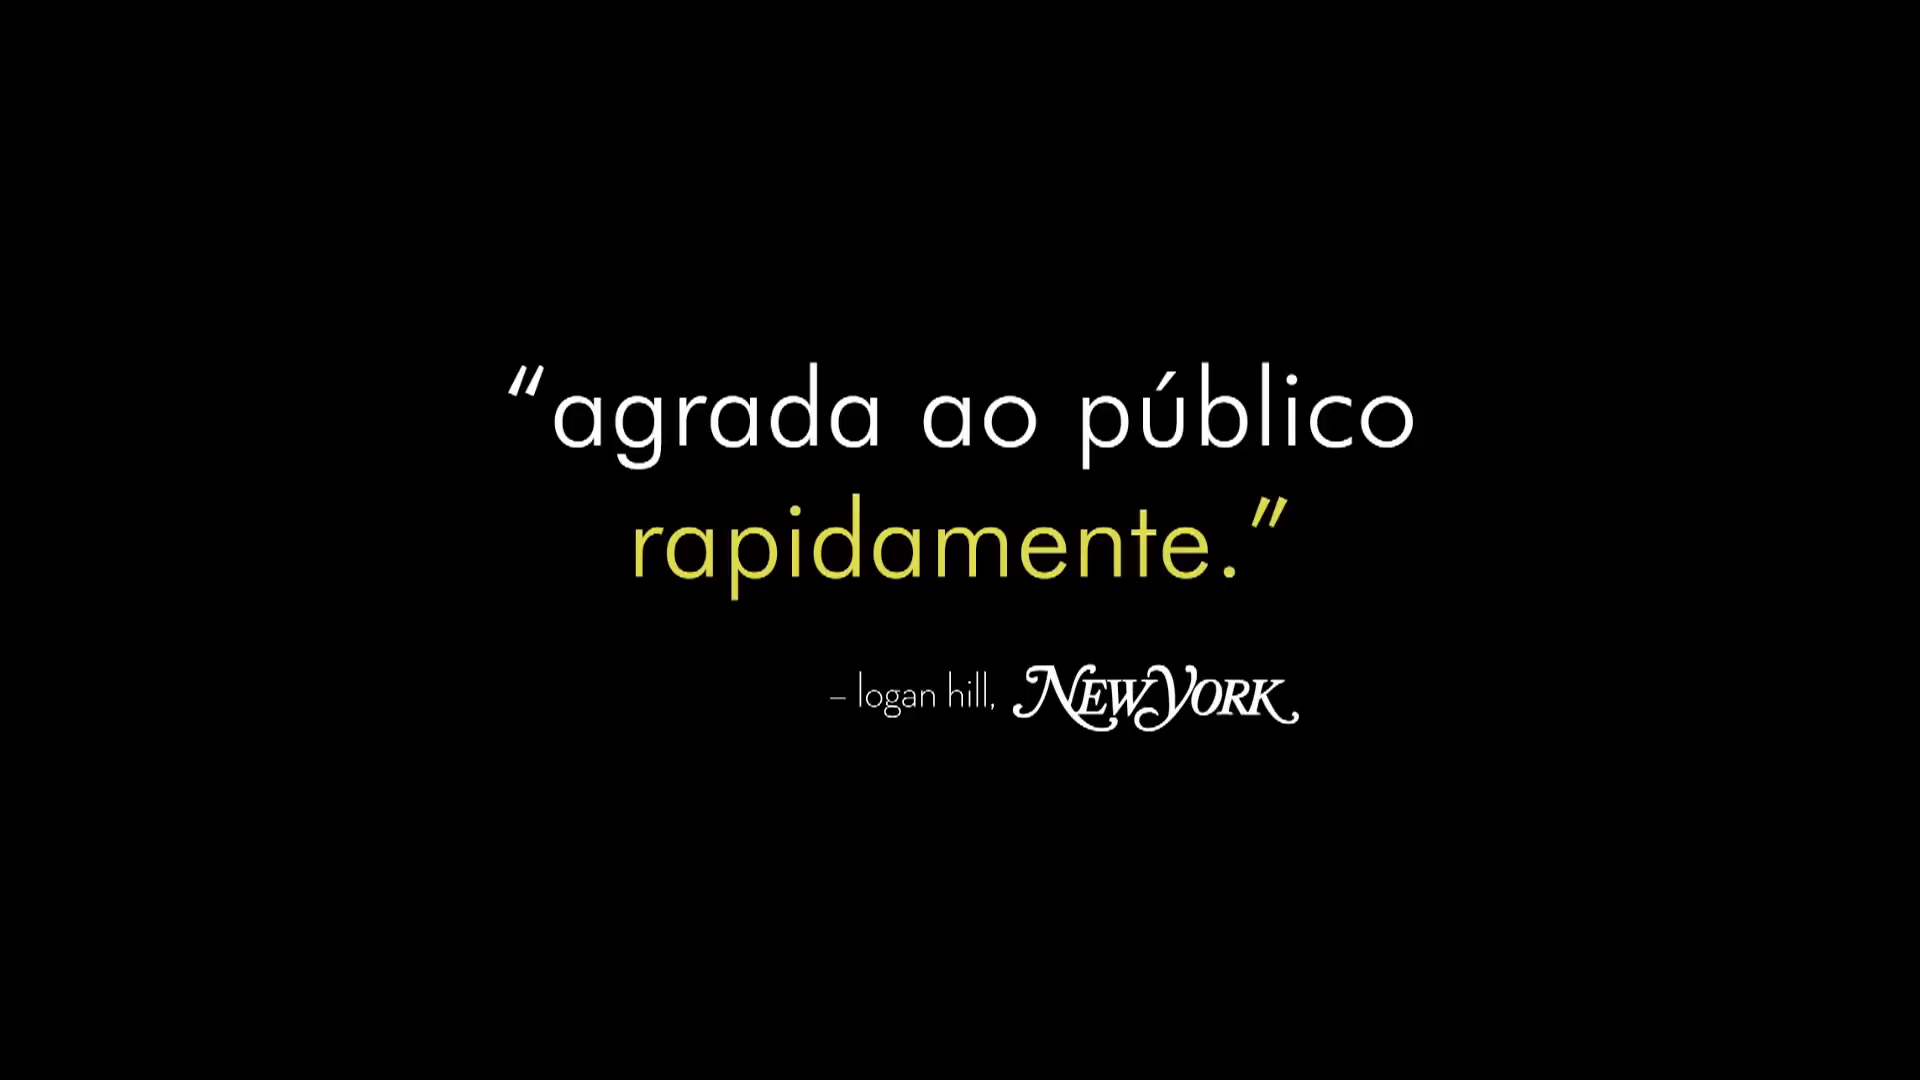 “agrada ao público
rapidamente.”
– logan hill, NEW YORK